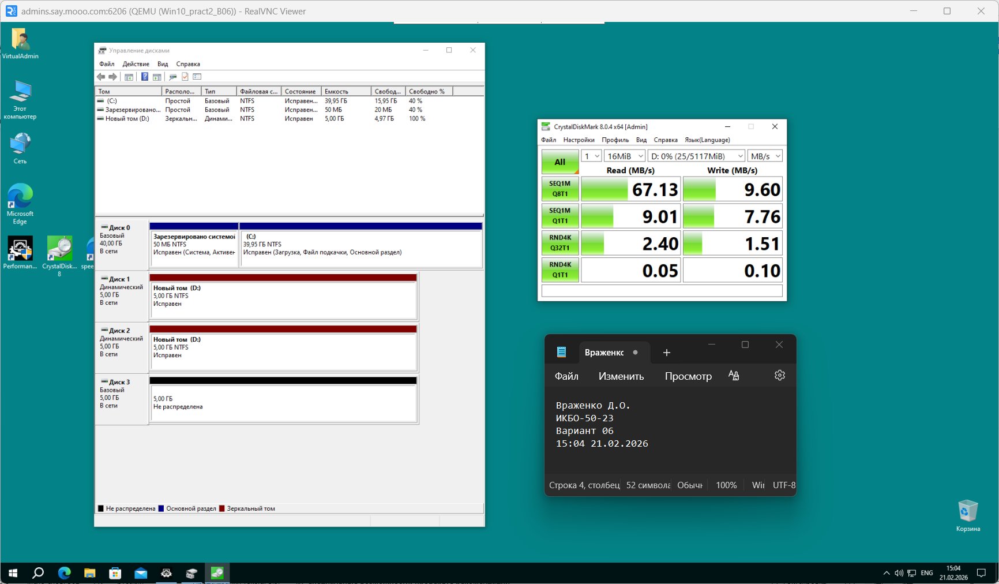 admins.say.mooo.com:6206 (QEMU (Win10_pract2_B06)) - RealVNC Viewer
VirtualAdmin
Этот
компьютер
Сеть
Microsoft
Edge
Performan...
CrystalDisk...
8
spee
Управление дисками
Файл Действие Вид Справка
Том Располо... Тип Файловая с... Состояние Емкость Свобод... Свободно %
(C:) Простой Базовый NTFS Исправен... 39,95 ГБ 15,95 ГБ 40 %
Зарезервировано... Простой Базовый NTFS Исправен... 50 МБ 20 МБ 40 %
Новый том (D:) Зеркальн... Динами... NTFS Исправен 5,00 ГБ 4,97 ГБ 100 %
Диск 0
Базовый
40,00 ГБ
В сети
Зарезервировано системой
50 МБ NTFS
Исправен (Система, Активен
(C:)
39,95 ГБ NTFS
Исправен (Загрузка, Файл подкачки, Основной раздел)
Диск 1
Динамический
5,00 ГБ
В сети
Новый том (D:)
5,00 ГБ NTFS
Исправен
Диск 2
Динамический
5,00 ГБ
В сети
Новый том (D:)
5,00 ГБ NTFS
Исправен
Диск 3
Базовый
5,00 ГБ
В сети
5,00 ГБ
Не распределена
Не распределена Основной раздел Зеркальный том
CrystalDiskMark 8.0.4 x64 [Admin]
Файл Настройки Профиль Вид Справка Язык(Language)
All
1 16MiB D: 0% (25/5117MiB) MB/s
Read (MB/s) Write (MB/s)
SEQ1M
Q8T1
67.13 9.60
SEQ1M
Q1T1
9.01 7.76
RND4K
Q32T1
2.40 1.51
RND4K
Q1T1
0.05 0.10
Враженкс
Файл Изменить Просмотр
Враженко Д.О.
ИКБО-50-23
Вариант 06
15:04 21.02.2026
Строка 4, столбец 52 символа Обычн 100% Wir UTF-8
Корзина
ENG
15:04
21.02.2026